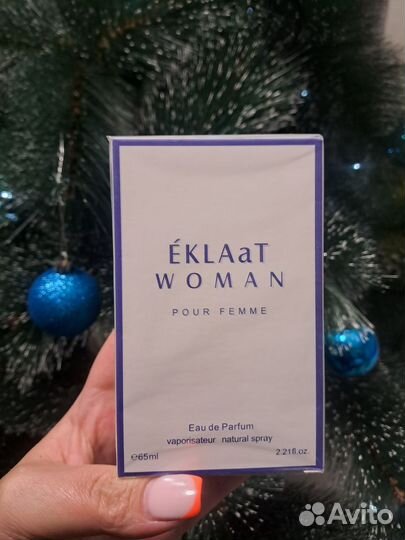 ÉKLAaT
WOMAN
POUR FEMME
Eau de Parfum
vaporisateur natural spray
℮65ml 2.21fl.oz.
Avito